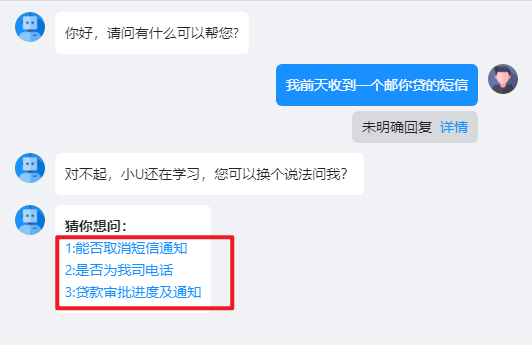 你好，请问有什么可以帮您?
我前天收到一个邮你贷的短信
未明确回复 详情
对不起，小U还在学习，您可以换个说法问我?
猜你想问：
1:能否取消短信通知
2:是否为我司电话
3:贷款审批进度及通知